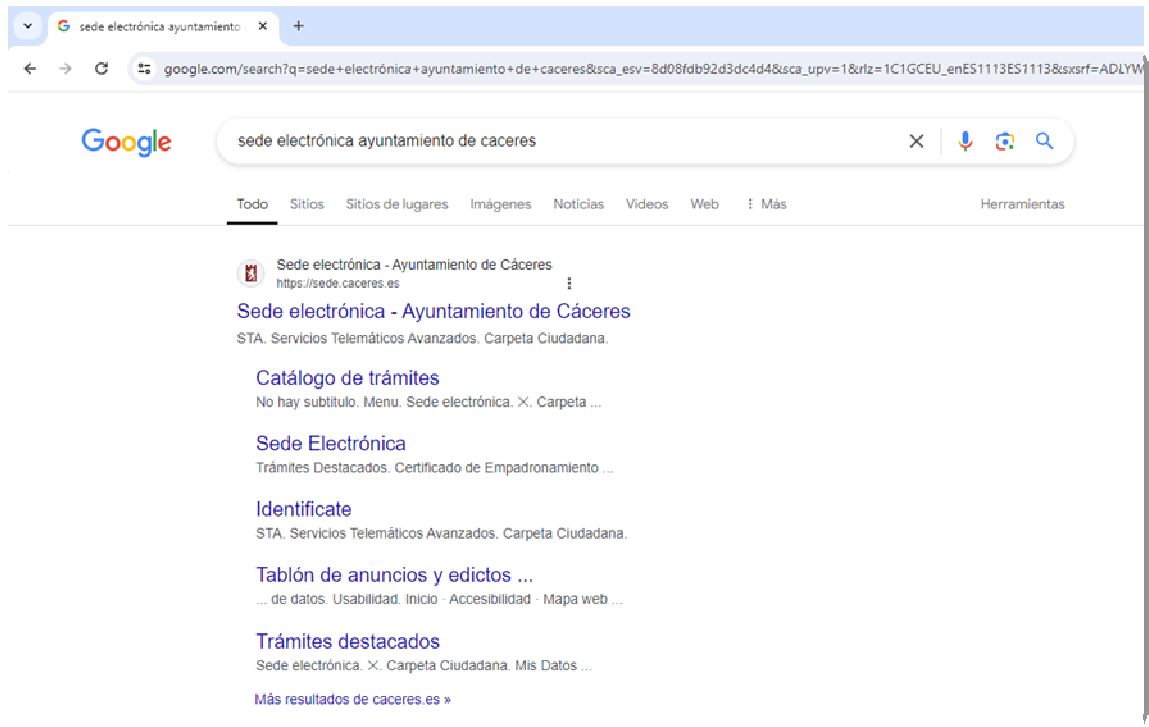 sede electrónica ayuntamiento
google.com/search?q=sede+electrónica+ayuntamiento+de+caceres&sca_esv=8d08fdb92d3dc4d4&sca_upv=1&rlz=1C1GCEU_enES1113ES1113&sxsrf=ADLYW
Google
sede electrónica ayuntamiento de caceres
Todo Sitios Sitios de lugares Imágenes Noticias Videos Web Más Herramientas
Sede electrónica - Ayuntamiento de Cáceres
https://sede.caceres.es
Sede electrónica - Ayuntamiento de Cáceres
STA. Servicios Telemáticos Avanzados. Carpeta Ciudadana.
Catálogo de trámites
No hay subtitulo. Menu. Sede electrónica. ✕. Carpeta ...
Sede Electrónica
Trámites Destacados. Certificado de Empadronamiento ...
Identificate
STA. Servicios Telemáticos Avanzados. Carpeta Ciudadana.
Tablón de anuncios y edictos ...
... de datos. Usabilidad. Inicio · Accesibilidad · Mapa web ...
Trámites destacados
Sede electrónica. ✕. Carpeta Ciudadana. Mis Datos ...
Más resultados de caceres.es »